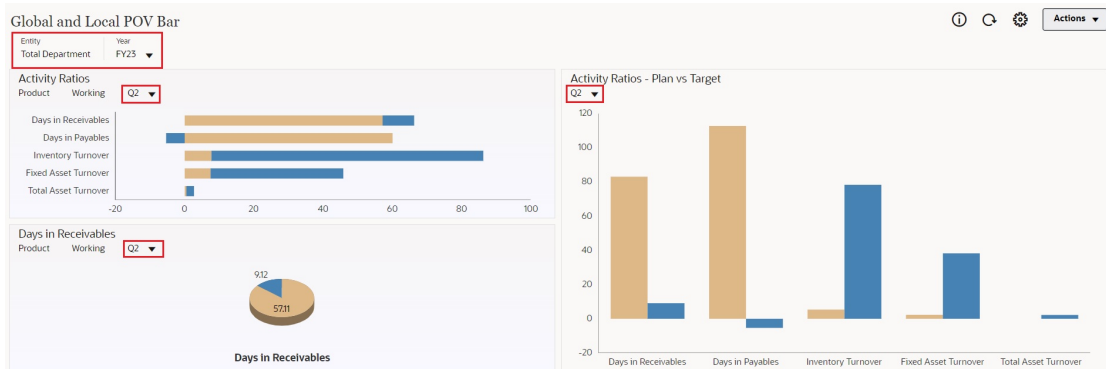 Global and Local POV Bar
Actions
Entity Year
Total Department FY23
Activity Ratios
Product Working Q2
Days in Receivables
Days in Payables
Inventory Turnover
Fixed Asset Turnover
Total Asset Turnover
-20 0 20 40 60 80 100
Days in Receivables
Product Working Q2
9.12
57.11
Days in Receivables
Activity Ratios - Plan vs Target
Q2
120
100
80
60
40
20
0
-20
Days in Receivables Days in Payables Inventory Turnover Fixed Asset Turnover Total Asset Turnover